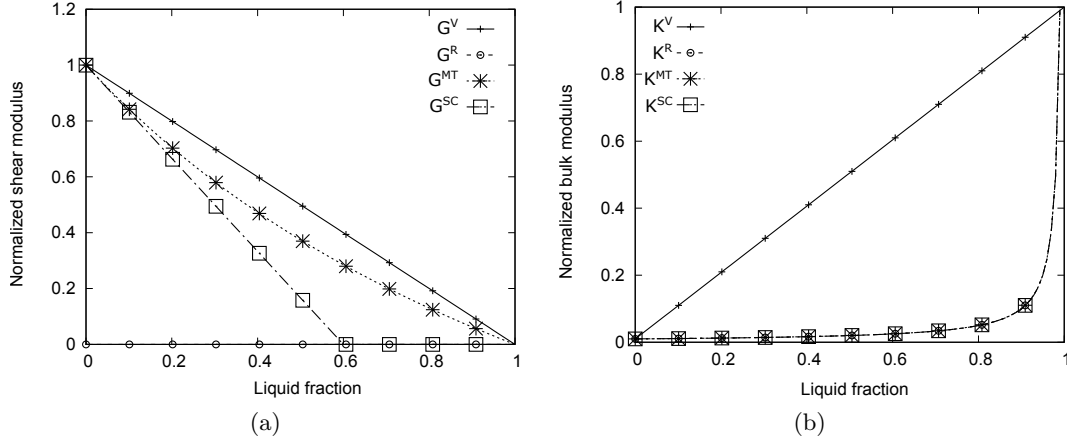 Normalized shear modulus
1.2
1
0.8
0.6
0.4
0.2
0
0 0.2 0.4 0.6 0.8 1
Liquid fraction
G^V
G^R
G^MT
G^SC
(a)
Normalized bulk modulus
1
0.8
0.6
0.4
0.2
0
0 0.2 0.4 0.6 0.8 1
Liquid fraction
K^V
K^R
K^MT
K^SC
(b)